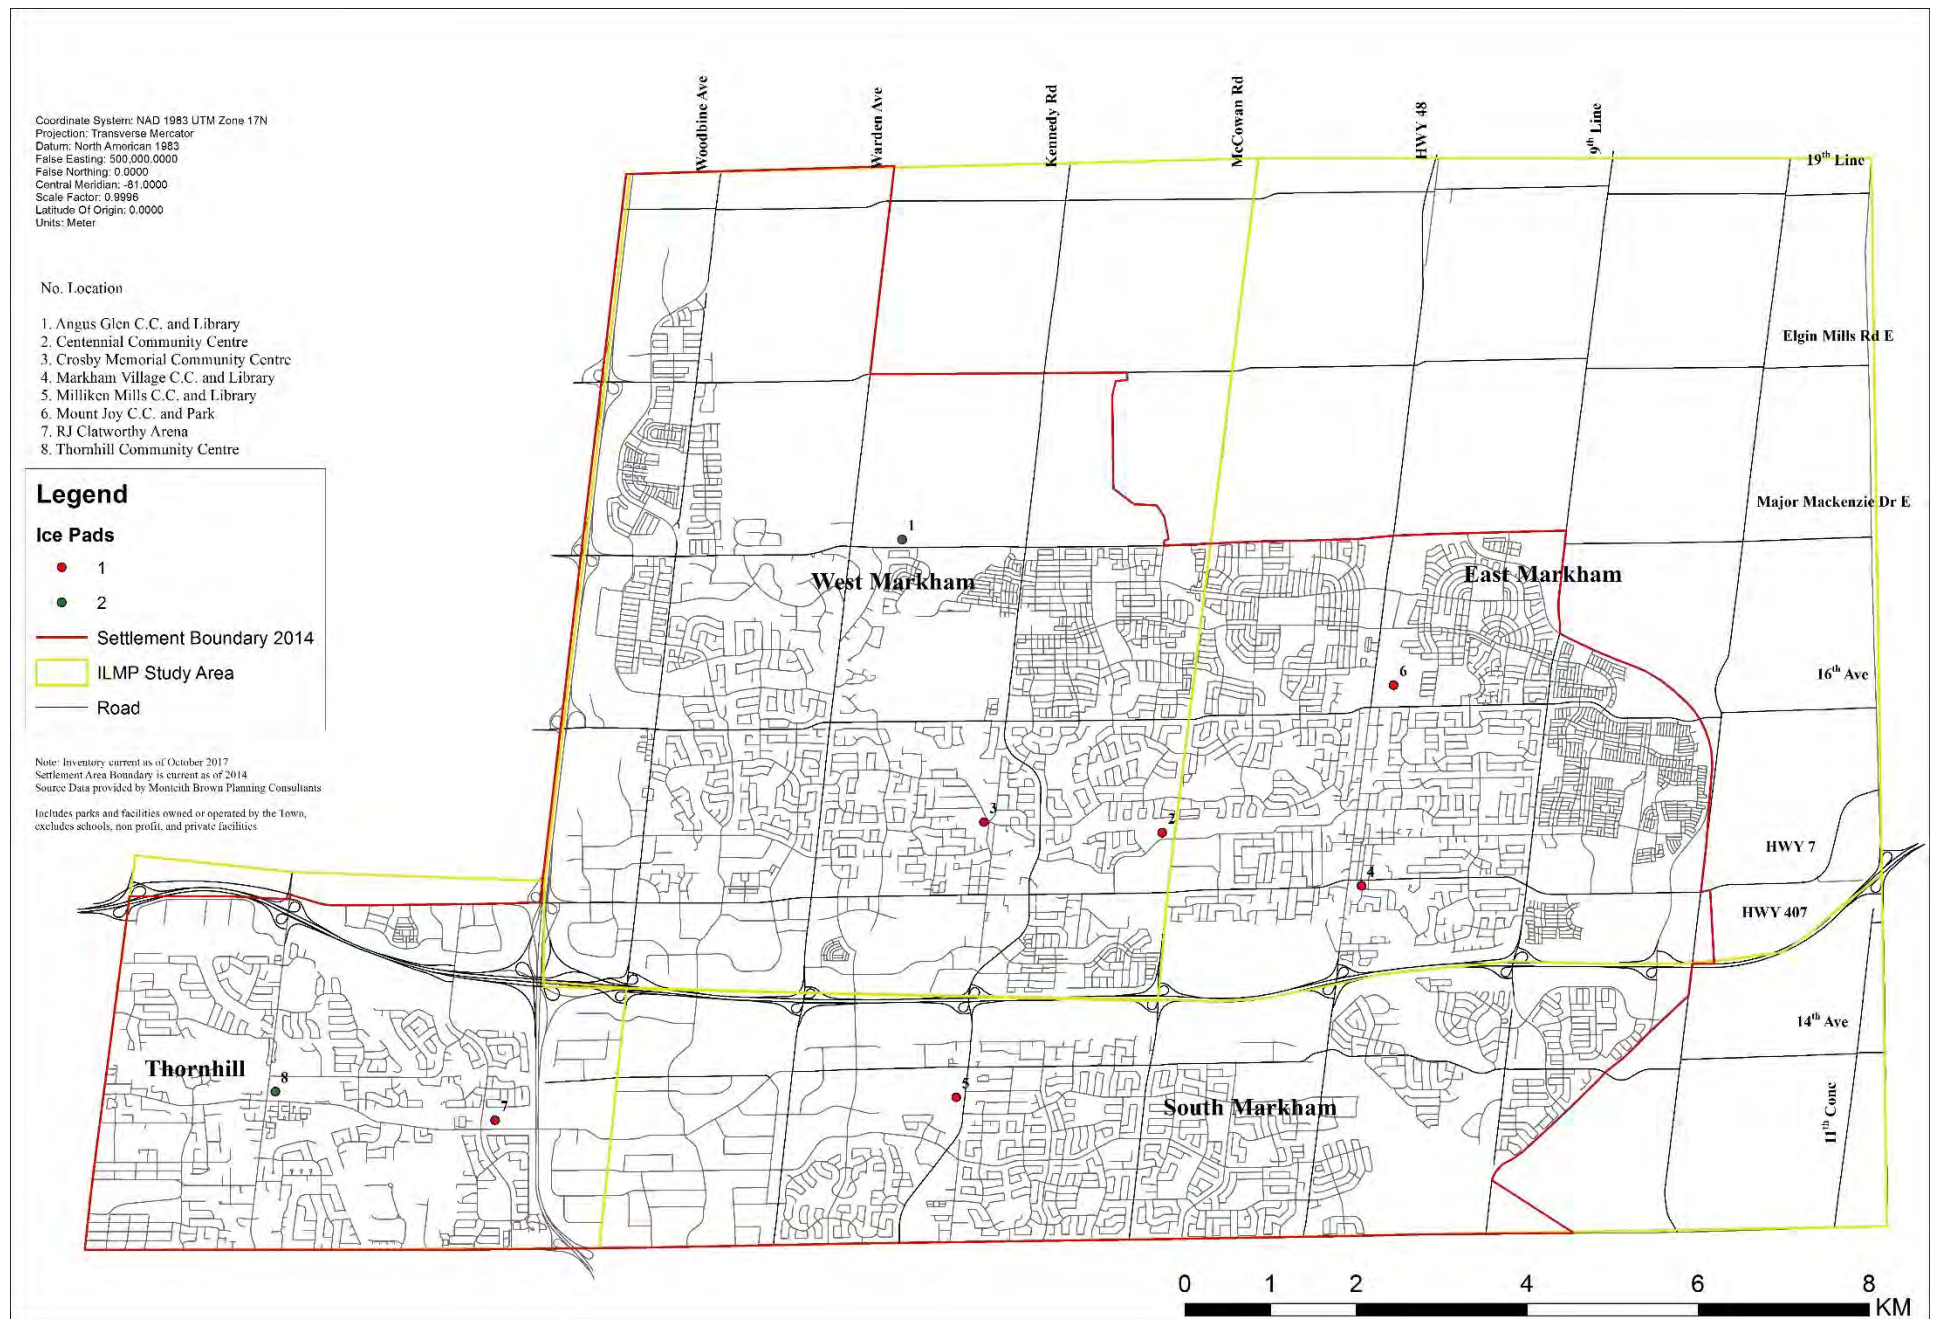 Woodbine Ave
Warden Ave
Kennedy Rd
McCowan Rd
HWY 48
9th Line
19th Line
Coordinate System: NAD 1983 UTM Zone 17N
Projection: Transverse Mercator
Datum: North American 1983
False Easting: 500,000.0000
False Northing: 0.0000
Central Meridian: -81.0000
Scale Factor: 0.9996
Latitude Of Origin: 0.0000
Units: Meter
No. Location
1. Angus Glen C.C. and Library
2. Centennial Community Centre
3. Crosby Memorial Community Centre
4. Markham Village C.C. and Library
5. Milliken Mills C.C. and Library
6. Mount Joy C.C. and Park
7. RJ Clatworthy Arena
8. Thornhill Community Centre
Legend
Ice Pads
1
2
Settlement Boundary 2014
ILMP Study Area
Road
Note: Inventory current as of October 2017
Settlement Area Boundary is current as of 2014
Source Data provided by Monteith Brown Planning Consultants
Includes parks and facilities owned or operated by the Town,
excludes schools, non profit, and private facilities
Elgin Mills Rd E
Major Mackenzie Dr E
1
West Markham
East Markham
6
16th Ave
3
2
4
HWY 7
HWY 407
14th Ave
Thornhill
8
7
5
South Markham
11th Conc
0 1 2 4 6 8
KM